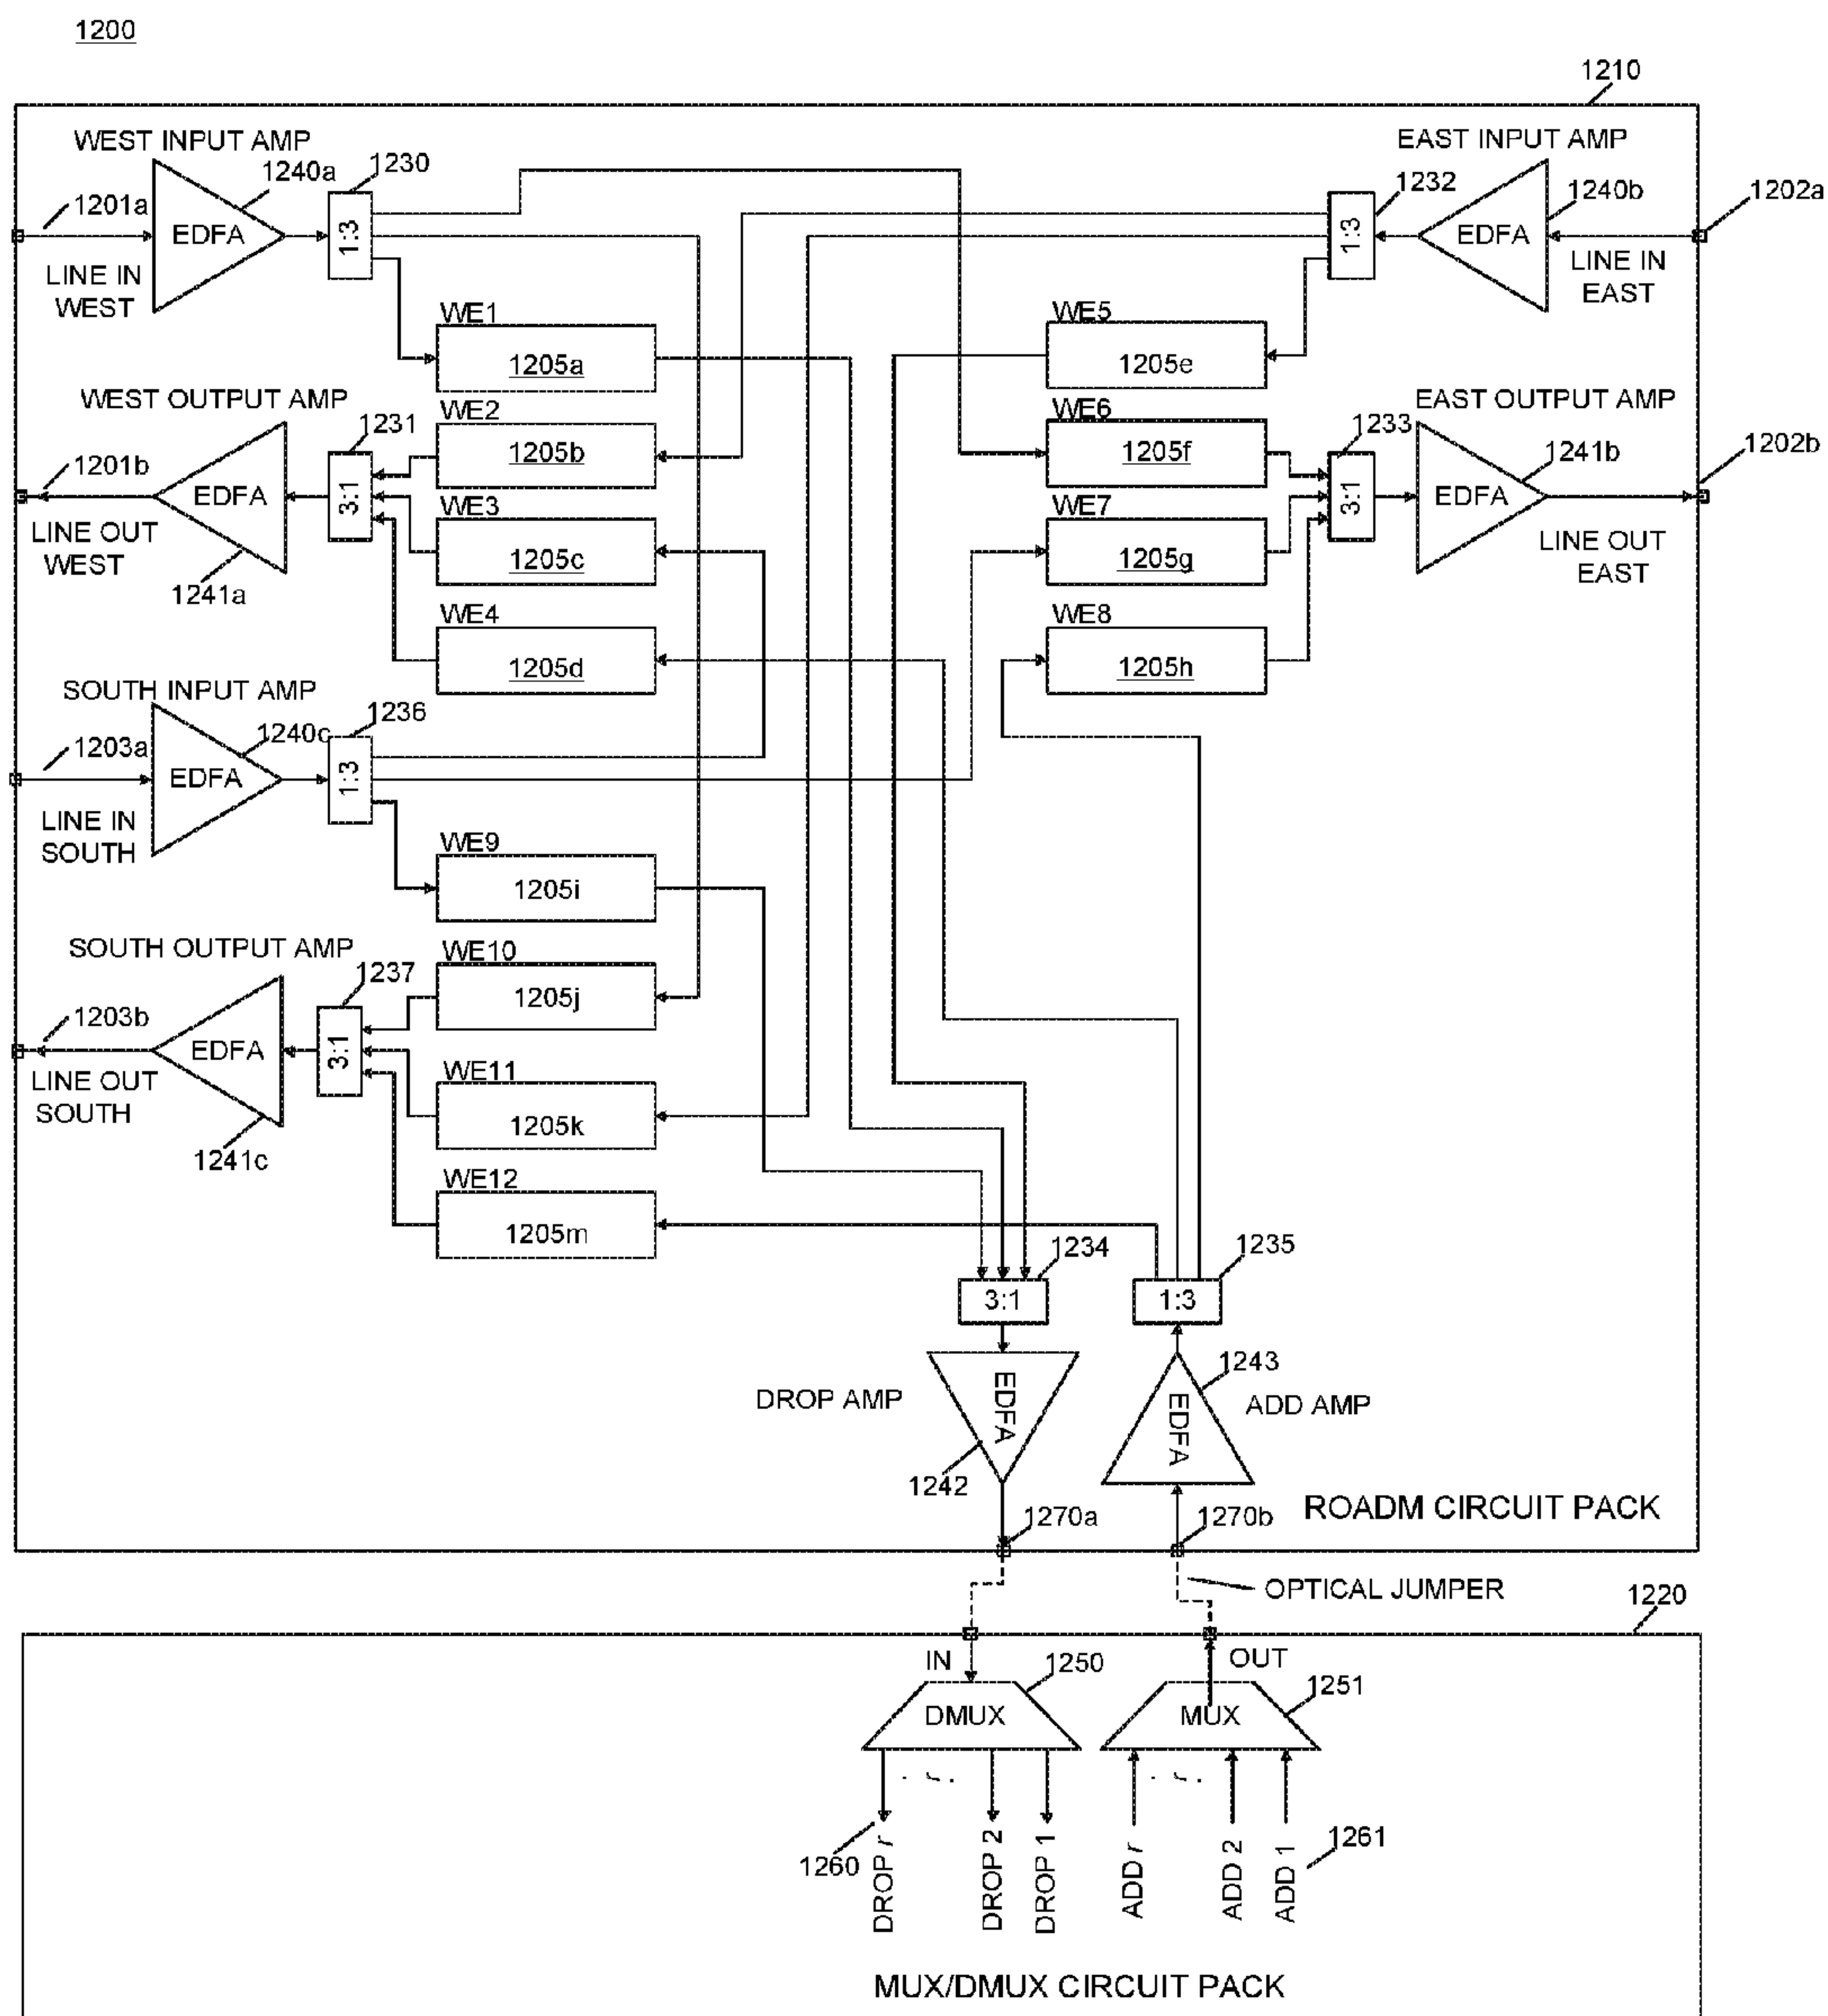 1200
1210
WEST INPUT AMP
1240a
1230
EAST INPUT AMP
1232
1240b
1202a
1201a
EDFA
1:3
1:3
EDFA
LINE IN
WEST
LINE IN
EAST
WE1
1205a
WE5
1205e
WEST OUTPUT AMP
1231
WE2
1205b
WE6
1205f
EAST OUTPUT AMP
1233
1241b
1202b
1201b
EDFA
3:1
3:1
EDFA
LINE OUT
WEST
1241a
WE3
1205c
WE7
1205g
LINE OUT
EAST
WE4
1205d
WE8
1205h
SOUTH INPUT AMP
1240c
1236
1203a
EDFA
1:3
LINE IN
SOUTH
WE9
1205i
SOUTH OUTPUT AMP
1237
WE10
1205j
1203b
EDFA
3:1
LINE OUT
SOUTH
1241c
WE11
1205k
WE12
1205m
1234
1235
3:1
1:3
DROP AMP
EDFA
1242
EDFA
1243
ADD AMP
ROADM CIRCUIT PACK
1270a
1270b
OPTICAL JUMPER
1220
IN
1250
OUT
1251
DMUX
MUX
. r .
. r .
1260
DROP r
DROP 2
DROP 1
ADD r
ADD 2
ADD 1
1261
MUX/DMUX CIRCUIT PACK